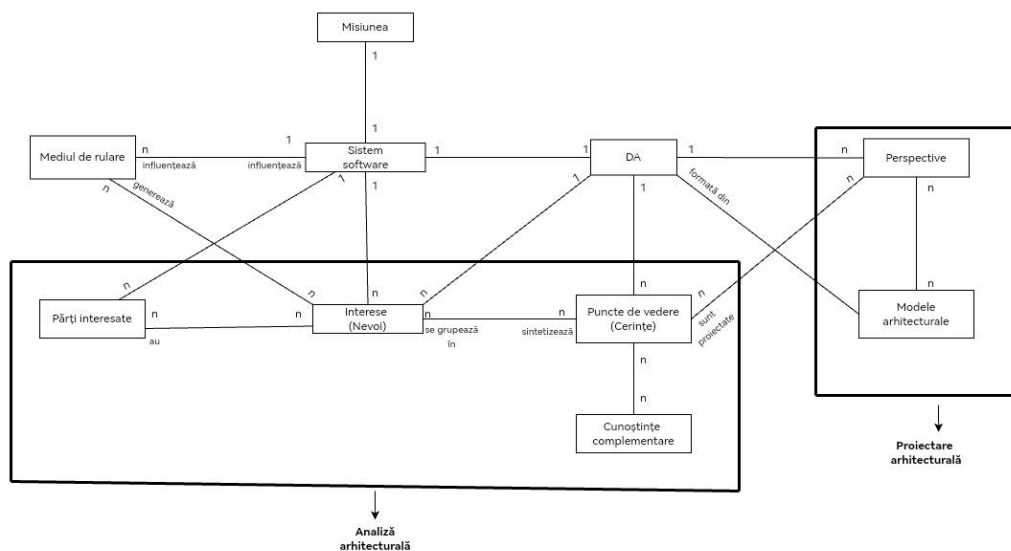 Misiunea
1
1
Mediul de rulare
n
influențează
1
influențează
Sistem
software
1
1
DA
1
n
Perspective
n
generează
1
1
1
1
formată din
n
n
n
n
n
n
n
n
n
Părți interesate
n
au
n
Interese
(Nevoi)
n
se grupează
în
n
sintetizează
Puncte de vedere
(Cerințe)
sunt
proiectate
Modele
arhitecturale
n
n
Cunoștințe
complementare
Proiectare
arhitecturală
Analiză
arhitecturală